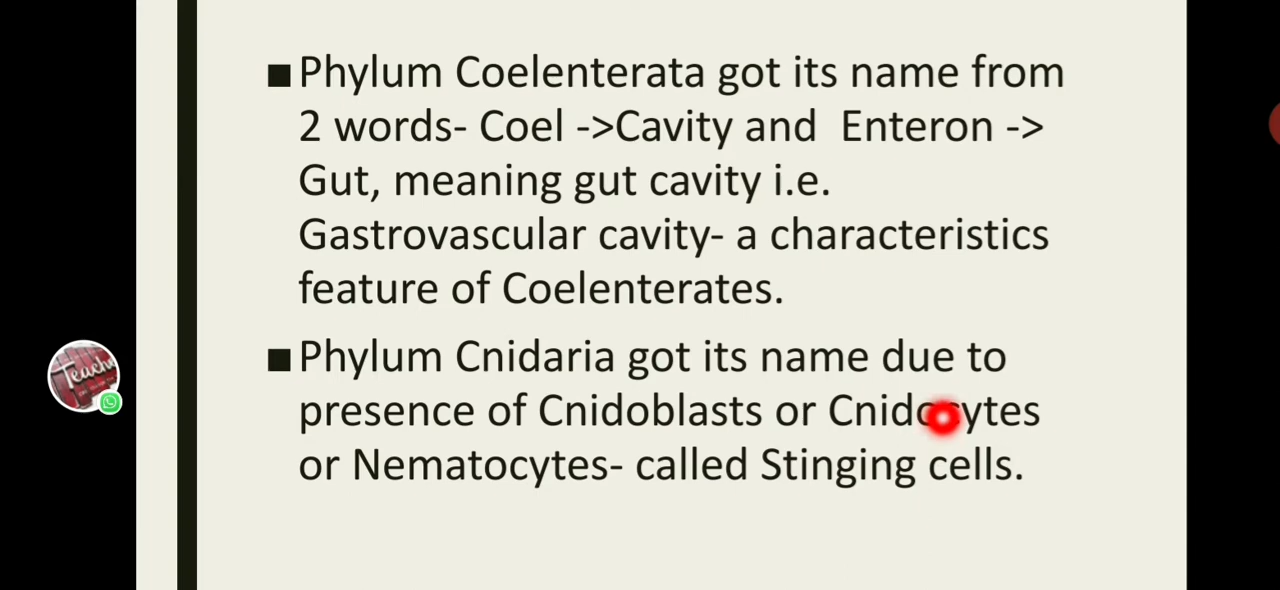 ■Phylum Coelenterata got its name from
2 words- Coel ->Cavity and Enteron ->
Gut, meaning gut cavity i.e.
Gastrovascular cavity- a characteristics
feature of Coelenterates.
■Phylum Cnidaria got its name due to
presence of Cnidoblasts or Cnidocytes
or Nematocytes- called Stinging cells.